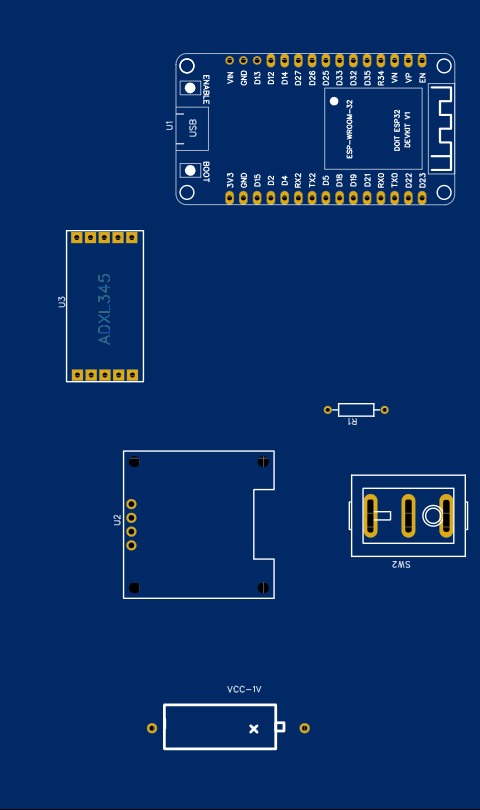 VIN GND D13 D12 D14 D27 D26 D25 D33 D32 D35 R34 VN VP EN
ENABLE
U1
USB
ESP-WROOM-32
DOIT ESP32
DEVKIT V1
BOOT
3V3 GND D15 D2 D4 RX2 TX2 D5 D18 D19 D21 RX0 TX0 D22 D23
U3
ADXL345
R1
U2
SW2
VCC-1V